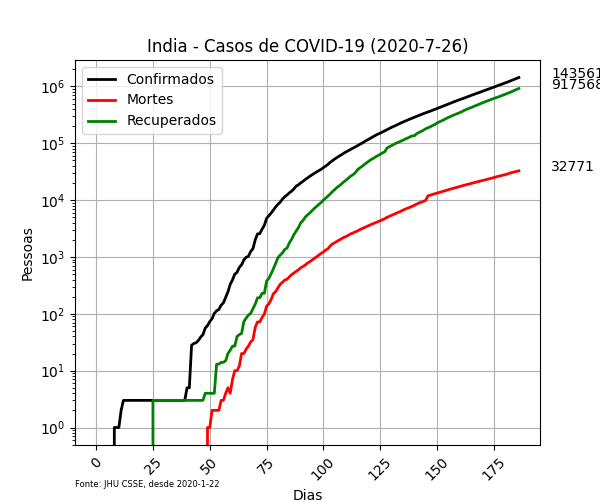 India - Casos de COVID-19 (2020-7-26)
Confirmados
Mortes
Recuperados
143561
917568
32771
Pessoas
10^6
10^5
10^4
10^3
10^2
10^1
10^0
0 25 50 75 100 125 150 175
Dias
Fonte: JHU CSSE, desde 2020-1-22